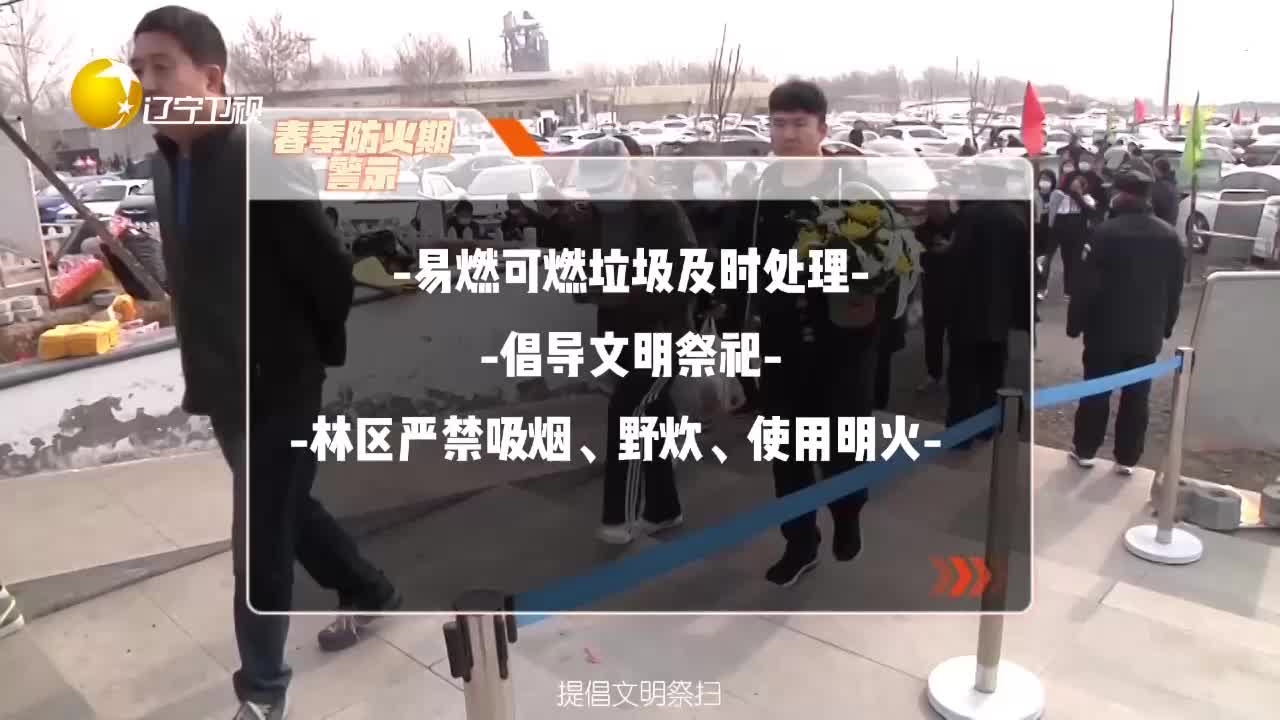 辽宁卫视
春季防火期
警示
-易燃可燃垃圾及时处理-
-倡导文明祭祀-
-林区严禁吸烟、野炊、使用明火-
提倡文明祭扫